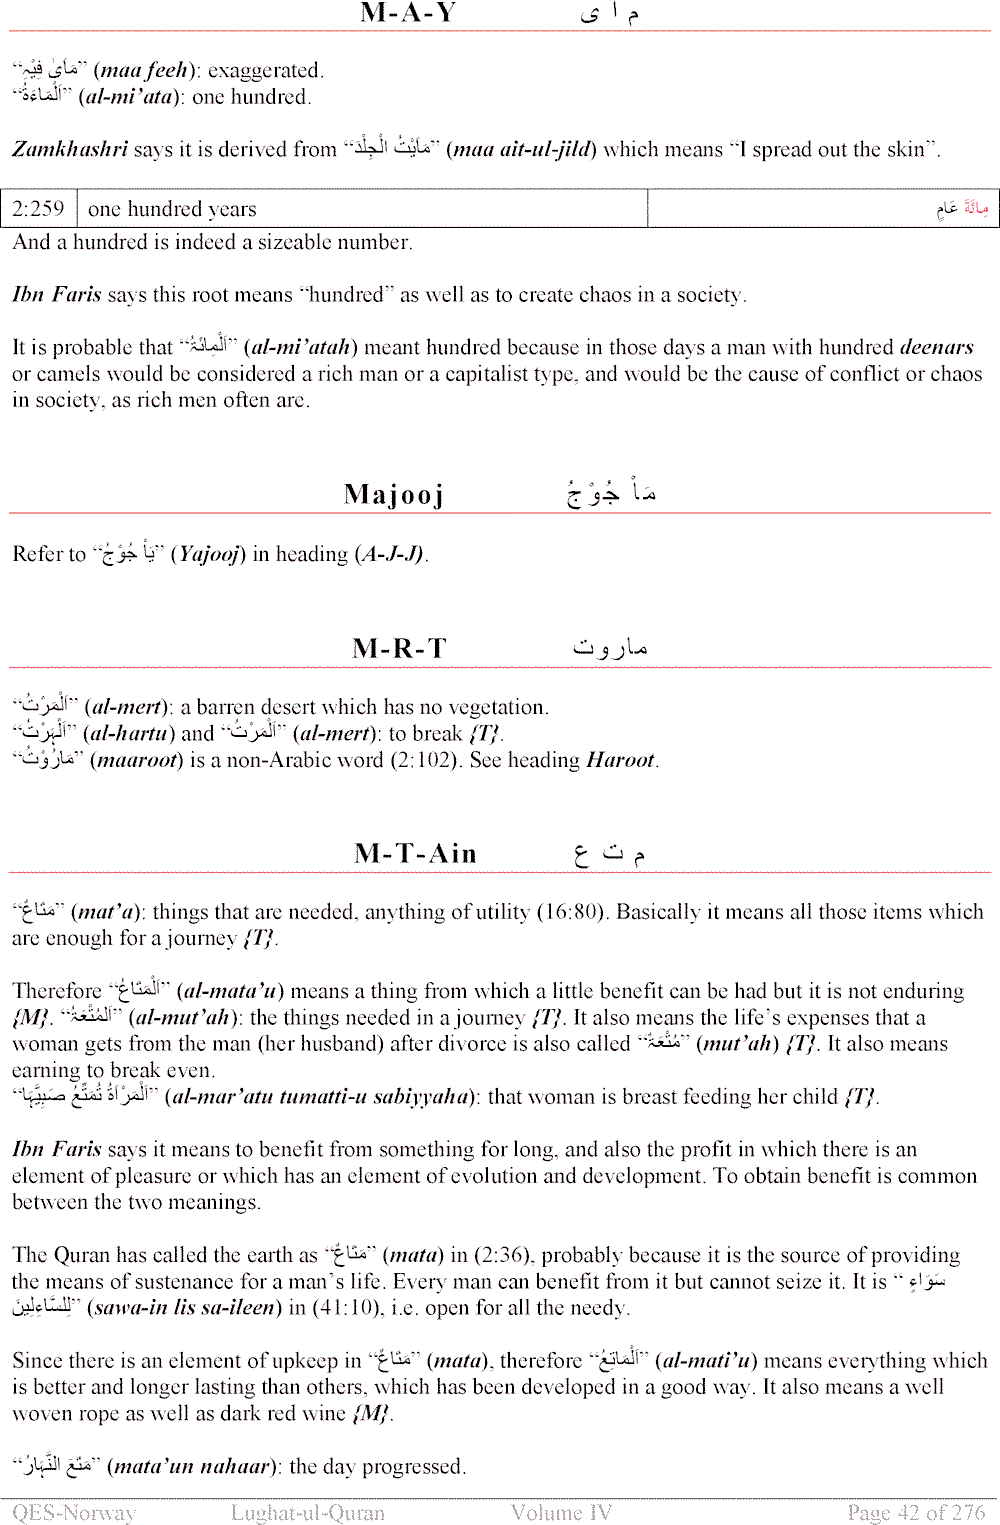 M-A-Y م ا ی
“مَاَیٰ فِیْہِ” (maa feeh): exaggerated.
“اَلْمَاءَۃُ” (al-mi’ata): one hundred.
Zamkhashri says it is derived from “مَاَیْتُ الْجِلْدَ” (maa ait-ul-jild) which means “I spread out the skin”.
2:259 one hundred years مِائَۃَ عَامٍ
And a hundred is indeed a sizeable number.
Ibn Faris says this root means “hundred” as well as to create chaos in a society.
It is probable that “اَلْمِائَۃُ” (al-mi’atah) meant hundred because in those days a man with hundred deenars
or camels would be considered a rich man or a capitalist type, and would be the cause of conflict or chaos
in society, as rich men often are.
Majooj مَاْ جُوْجُ
Refer to “یَاْ جُوْجُ” (Yajooj) in heading (A-J-J).
M-R-T ماروت
“اَلْمَرْتُ” (al-mert): a barren desert which has no vegetation.
“اَلْہَرْتُ” (al-hartu) and “اَلْمَرْتُ” (al-mert): to break {T}.
“مَارُوْتُ” (maaroot) is a non-Arabic word (2:102). See heading Haroot.
M-T-Ain م ت ع
“مَتَاعٌ” (mat’a): things that are needed, anything of utility (16:80). Basically it means all those items which
are enough for a journey {T}.
Therefore “اَلْمَتَاعُ” (al-mata’u) means a thing from which a little benefit can be had but it is not enduring
{M}. “اَلْمُتْعَۃُ” (al-mut’ah): the things needed in a journey {T}. It also means the life’s expenses that a
woman gets from the man (her husband) after divorce is also called “مُتْعَۃٌ” (mut’ah) {T}. It also means
earning to break even.
“اَلْمَرْاَۃُ تُمَتِّعُ صَبِیَّہَا” (al-mar’atu tumatti-u sabiyyaha): that woman is breast feeding her child {T}.
Ibn Faris says it means to benefit from something for long, and also the profit in which there is an
element of pleasure or which has an element of evolution and development. To obtain benefit is common
between the two meanings.
The Quran has called the earth as “مَتَاعٌ” (mata) in (2:36), probably because it is the source of providing
the means of sustenance for a man’s life. Every man can benefit from it but cannot seize it. It is “ سَوَاءٍ
لِلسَّاءِلِینَ” (sawa-in lis sa-ileen) in (41:10), i.e. open for all the needy.
Since there is an element of upkeep in “مَتَاعٌ” (mata), therefore “اَلْمَاتِعُ” (al-mati’u) means everything which
is better and longer lasting than others, which has been developed in a good way. It also means a well
woven rope as well as dark red wine {M}.
“مَتَعَ النَّہَارُ” (mata’un nahaar): the day progressed.
QES-Norway Lughat-ul-Quran Volume IV Page 42 of 276